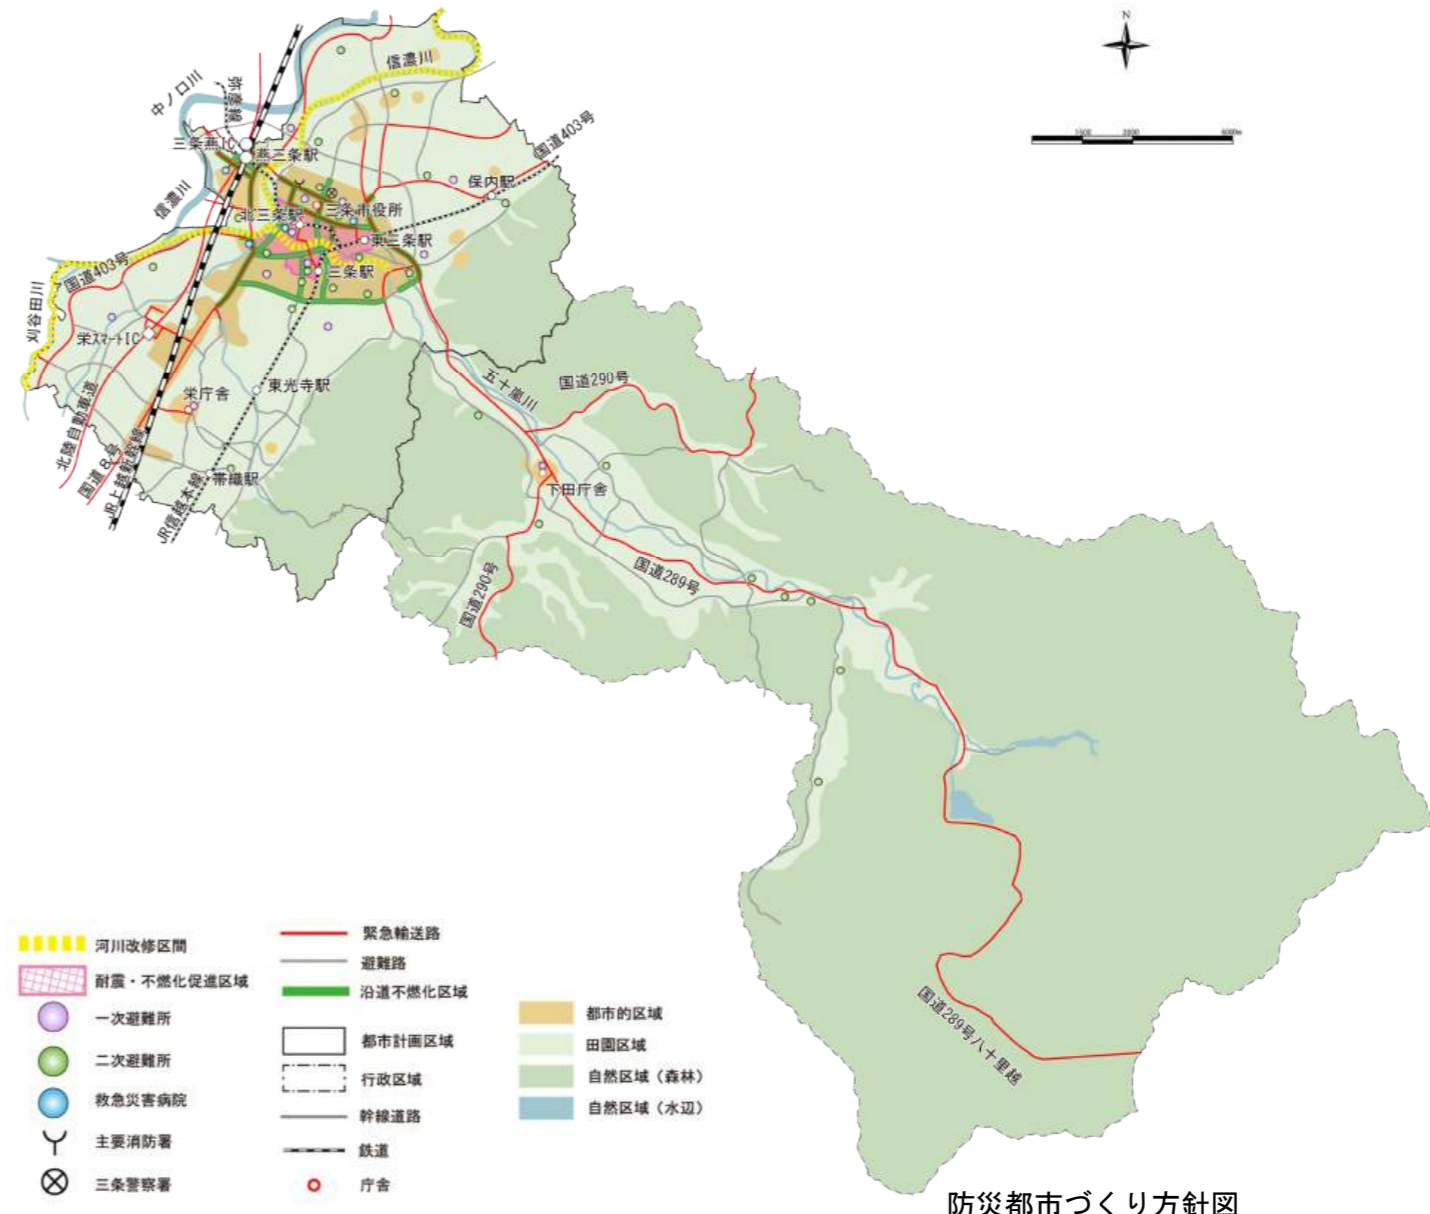 N
1500
3000
6000m
信濃川
中ノ口川
弥彦線
三条燕IC
燕三条駅
国道403号
保内駅
信濃川
北三条駅
三条市役所
東三条駅
国道403号
三条駅
刈谷田川
栄スマートIC
東光寺駅
栄庁舎
五十嵐川
国道290号
北陸自動車道
国道8号
JR上越新幹線
JR信越本線
帯織駅
下田庁舎
国道290号
国道289号
国道289号八十里越
河川改修区間
耐震・不燃化促進区域
一次避難所
二次避難所
救急災害病院
主要消防署
三条警察署
緊急輸送路
避難路
沿道不燃化区域
都市計画区域
行政区域
幹線道路
鉄道
庁舎
都市的区域
田園区域
自然区域（森林）
自然区域（水辺）
防災都市づくり方針図